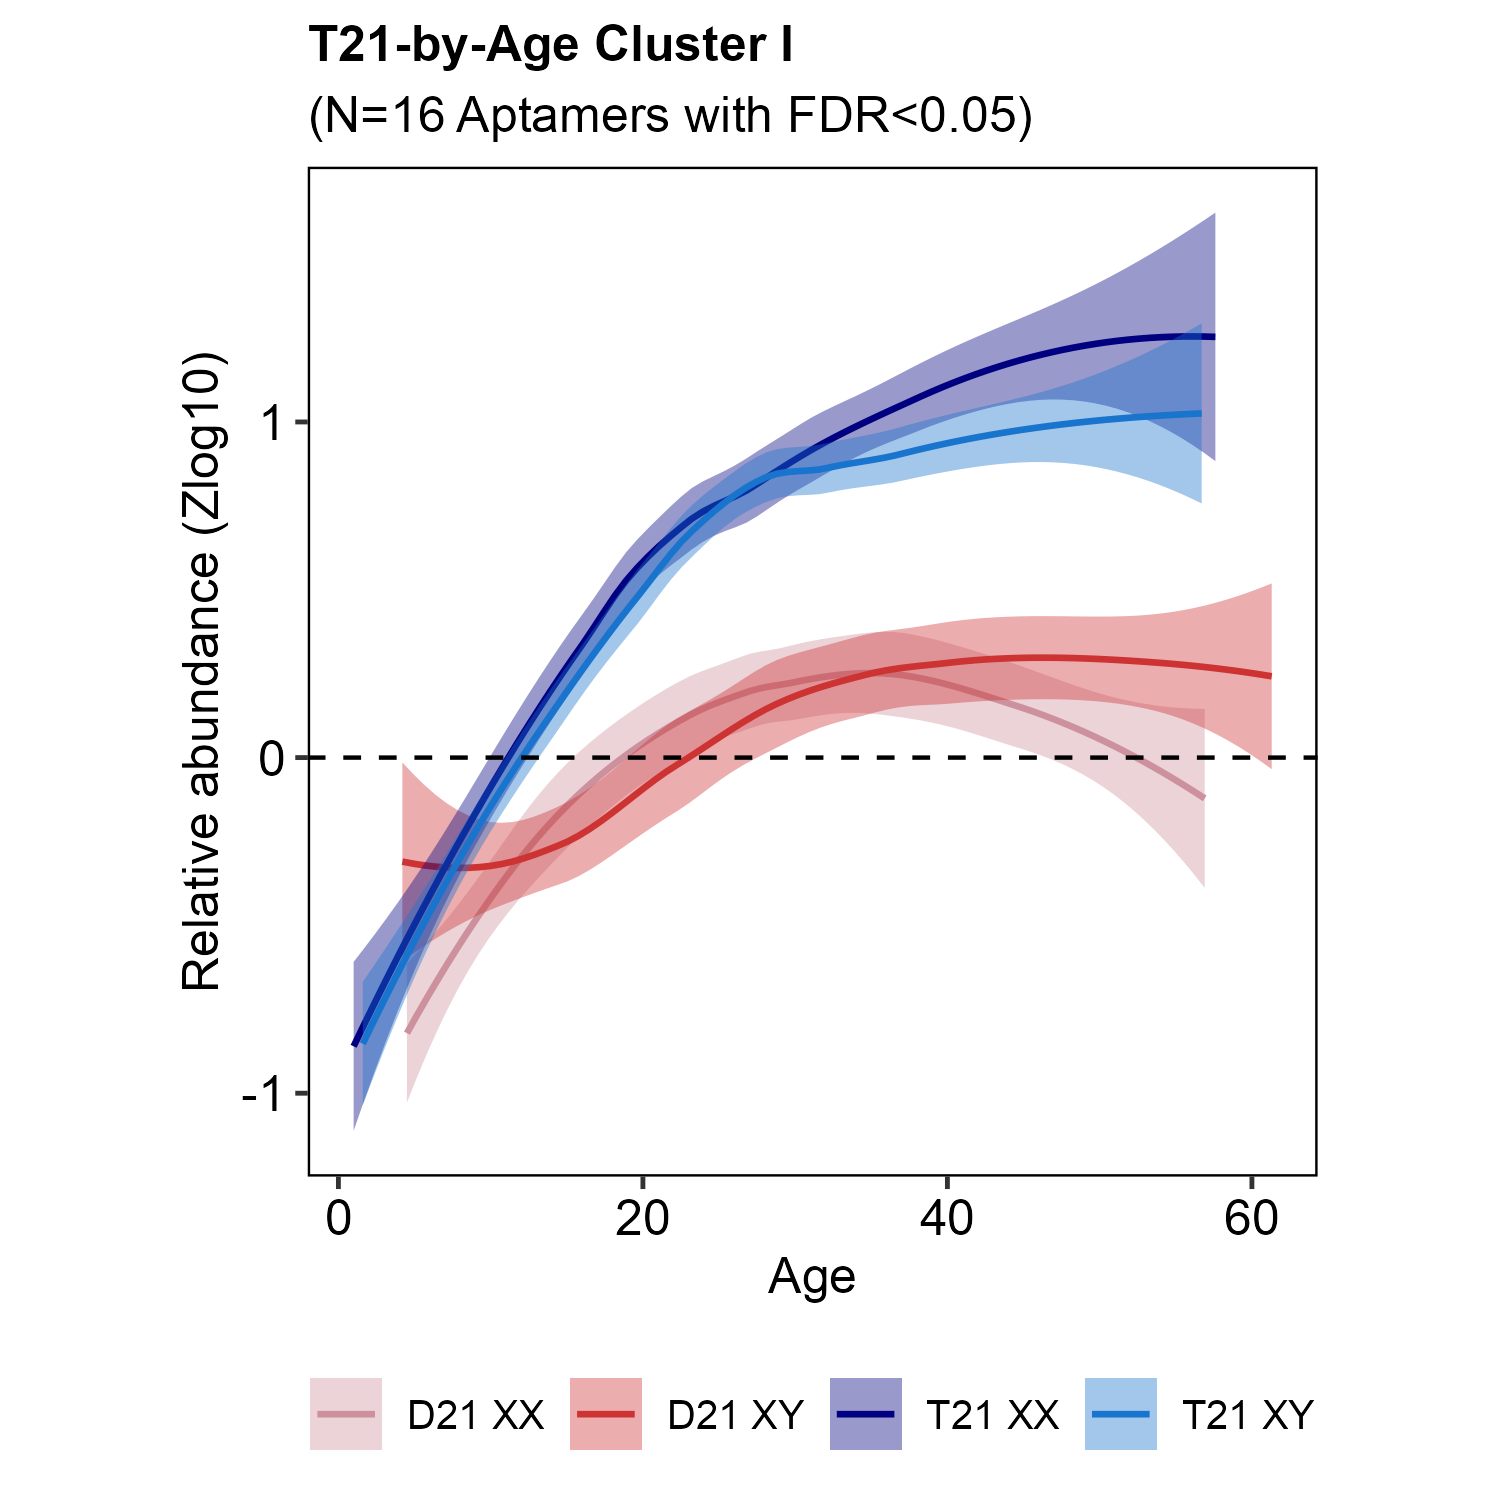 T21-by-Age Cluster I
(N=16 Aptamers with FDR<0.05)
Relative abundance (Zlog10)
1
0
-1
0 20 40 60
Age
D21 XX D21 XY T21 XX T21 XY